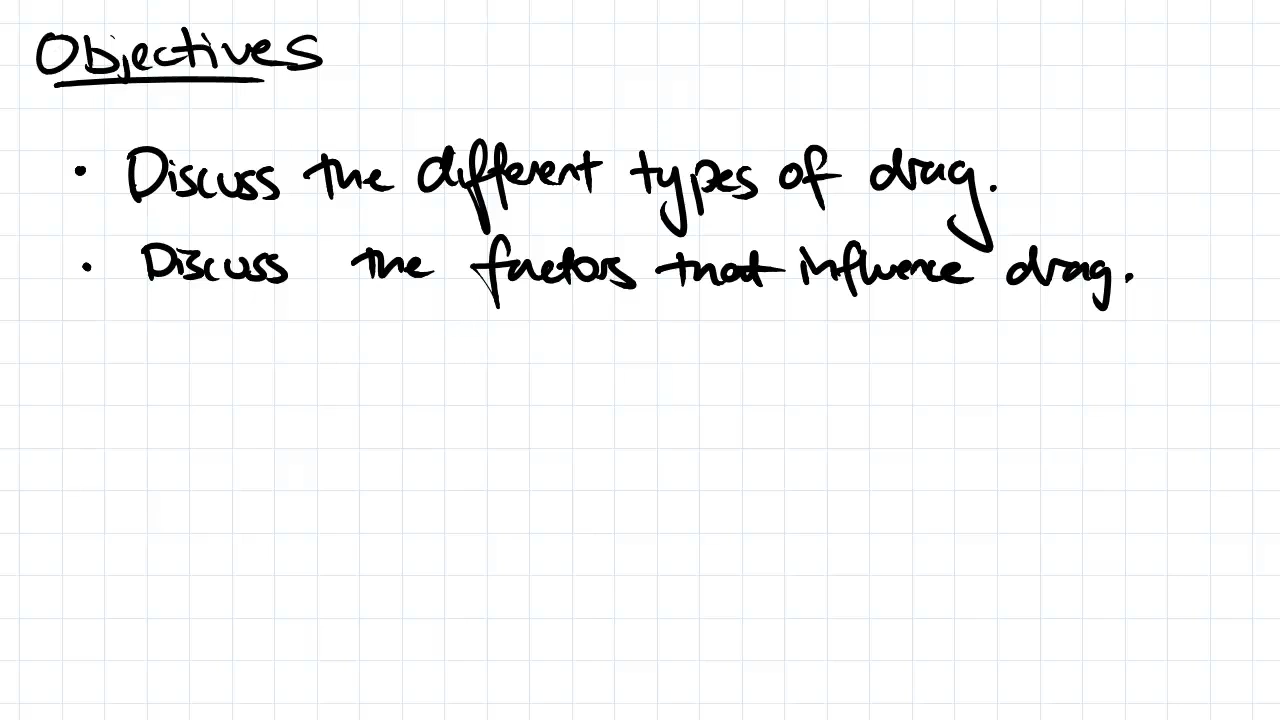 Objectives
• Discuss the different types of drag.
• Discuss the factors that influence drag.